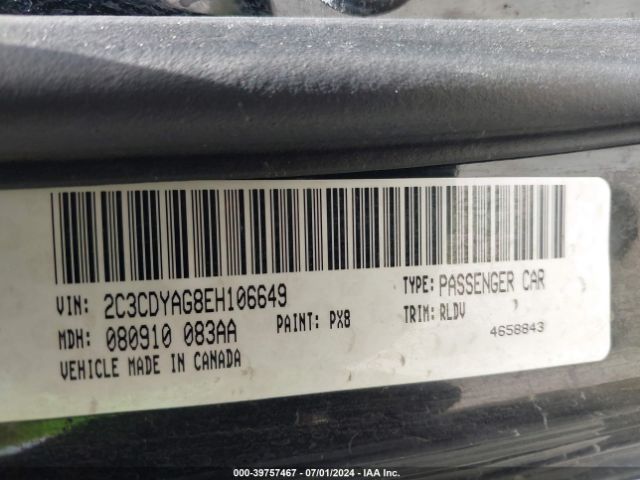 VIN: 2C3CDYAG8EH106649
TYPE: PASSENGER CAR
MDH: 080910 083AA
PAINT: PX8
TRIM: RLDV
4658843
VEHICLE MADE IN CANADA
000-39757467 - 07/01/2024 - IAA Inc.